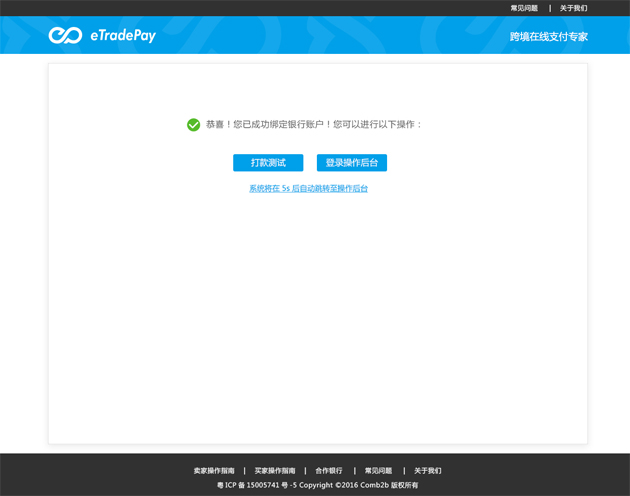 常见问题 | 关于我们
eTradePay
跨境在线支付专家
恭喜！您已成功绑定银行账户！您可以进行以下操作：
打款测试 登录操作后台
系统将在 5s 后自动跳转至操作后台
卖家操作指南 | 买家操作指南 | 合作银行 | 常见问题 | 关于我们
粤 ICP 备 15005741 号 -5 Copyright ©2016 Comb2b 版权所有